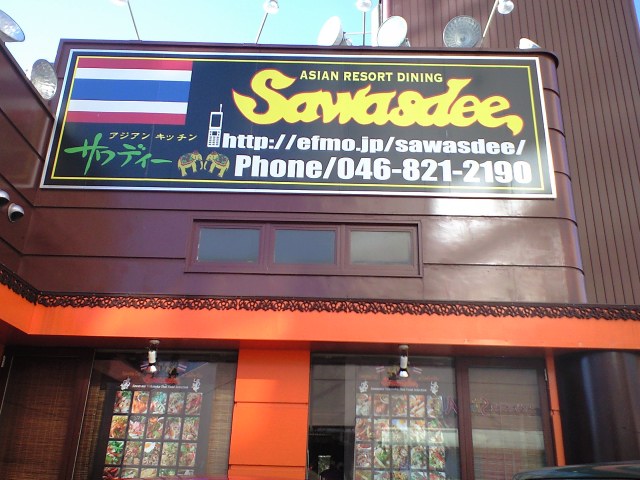 ASIAN RESORT DINING
Sawasdee,
http://efmo.jp/sawasdee/
Phone/046-821-2190
アジアン キッチン
サワディー